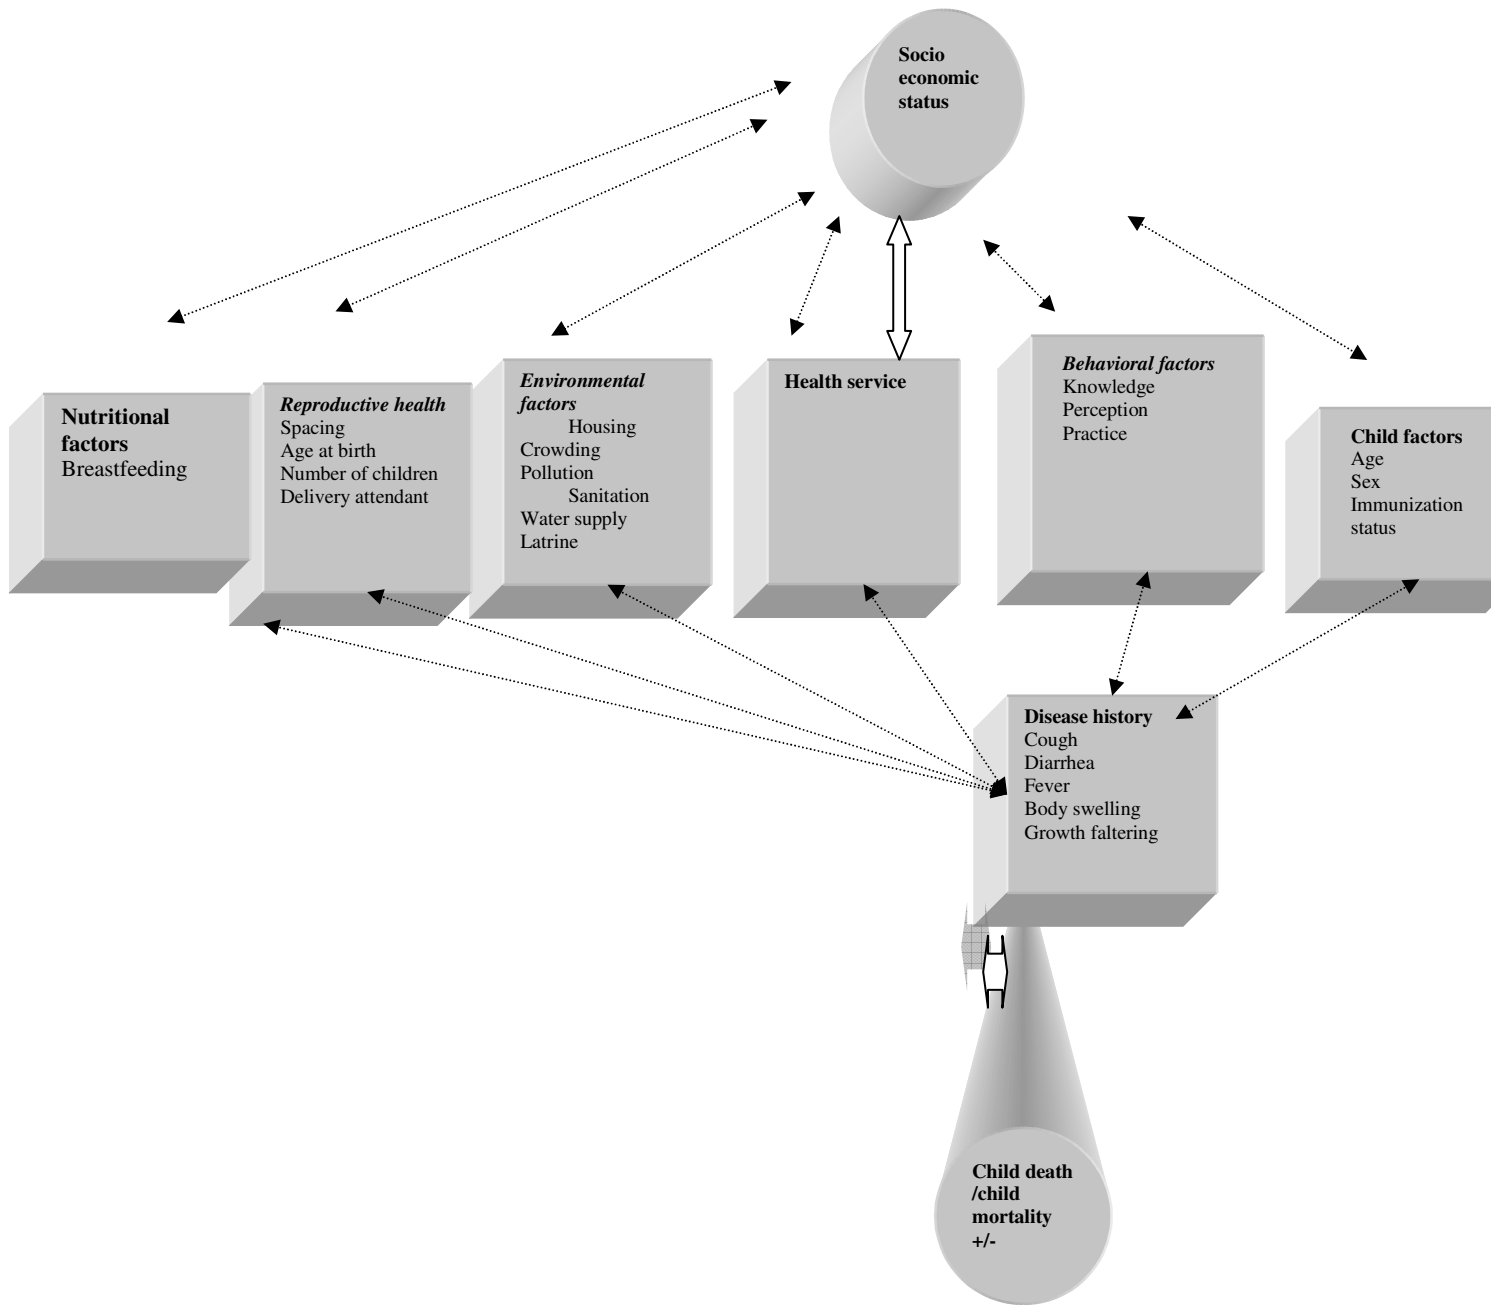 Socio
economic
status
Nutritional
factors
Breastfeeding
Reproductive health
Spacing
Age at birth
Number of children
Delivery attendant
Environmental
factors
Housing
Crowding
Pollution
Sanitation
Water supply
Latrine
Health service
Behavioral factors
Knowledge
Perception
Practice
Child factors
Age
Sex
Immunization
status
Disease history
Cough
Diarrhea
Fever
Body swelling
Growth faltering
Child death
/child
mortality
+/-